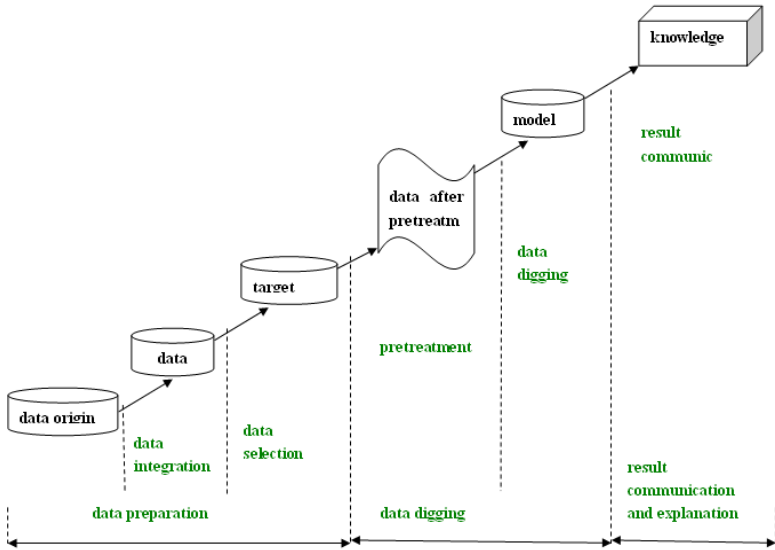 knowledge
model
result
communic
data after
pretreatm
data
digging
target
pretreatment
data
data origin
data
integration
data
selection
result
communication
and explanation
data preparation
data digging